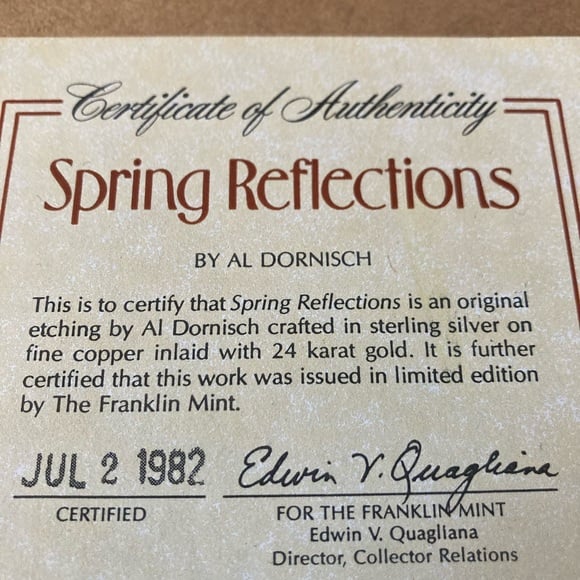 Certificate of Authenticity
Spring Reflections
BY AL DORNISCH
This is to certify that Spring Reflections is an original
etching by Al Dornisch crafted in sterling silver on
fine copper inlaid with 24 karat gold. It is further
certified that this work was issued in limited edition
by The Franklin Mint.
JUL 2 1982 Edwin V. Quagliana
CERTIFIED FOR THE FRANKLIN MINT
Edwin V. Quagliana
Director, Collector Relations